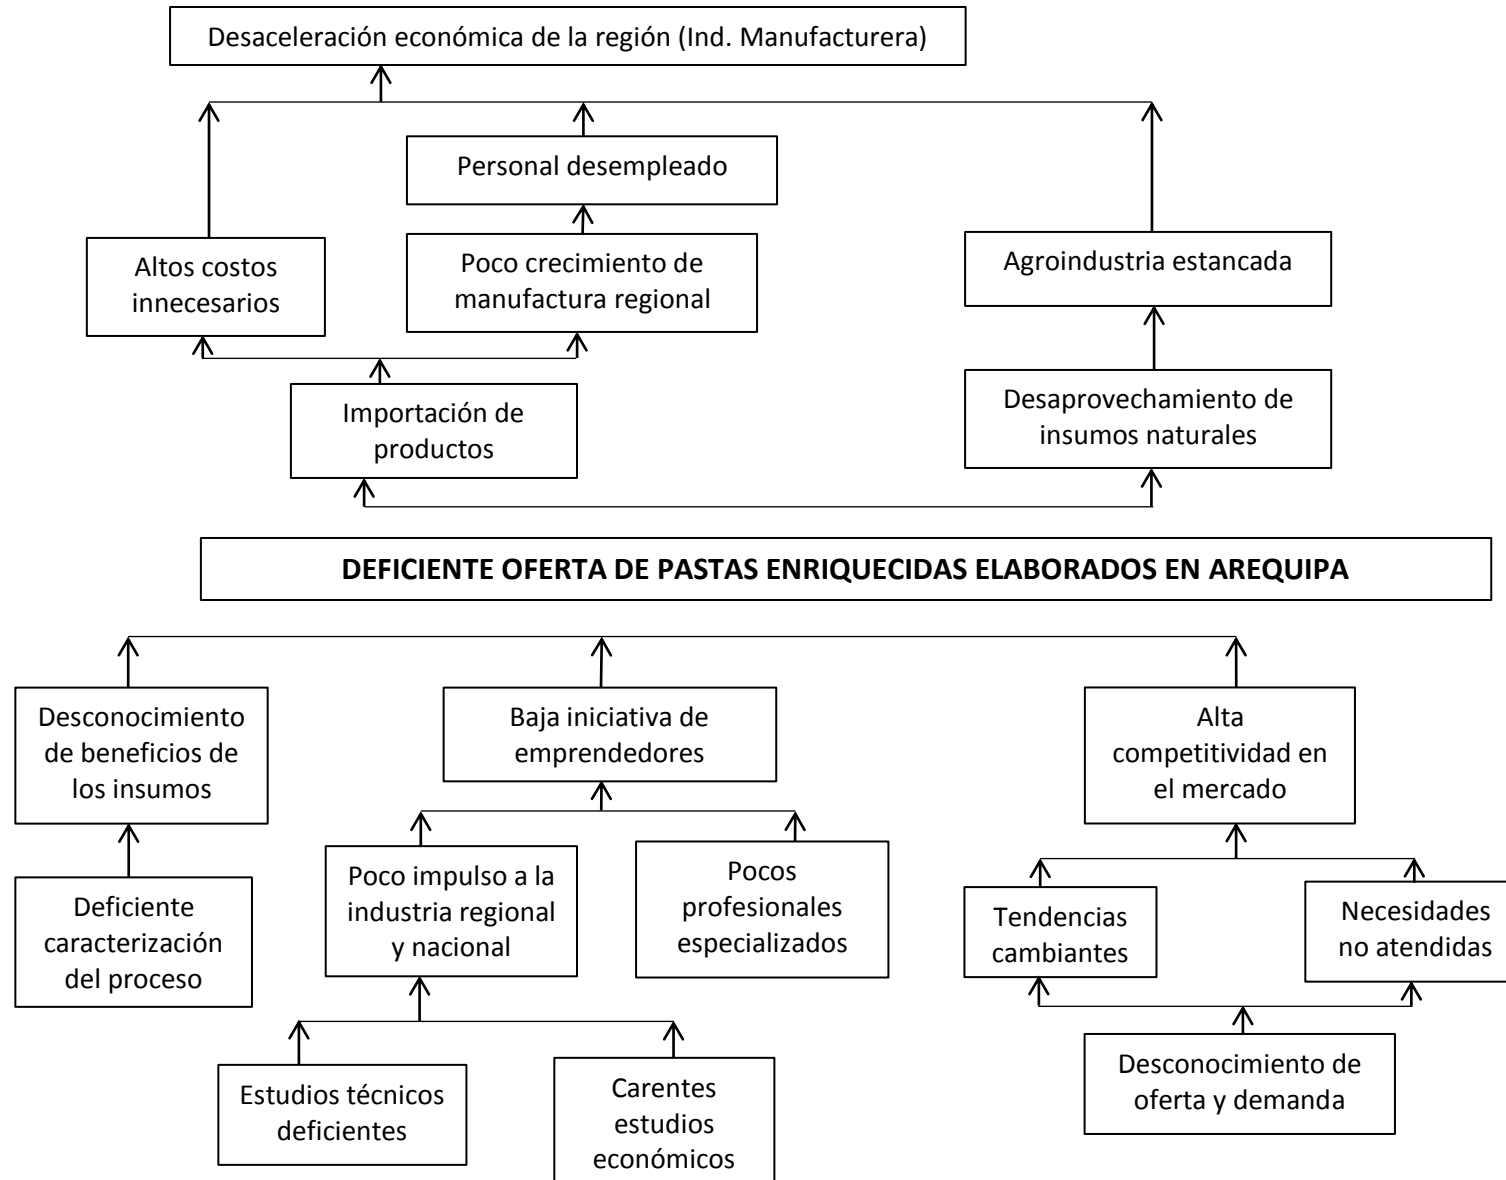 Desaceleración económica de la región (Ind. Manufacturera)
Personal desempleado
Altos costos
innecesarios
Poco crecimiento de
manufactura regional
Agroindustria estancada
Importación de
productos
Desaprovechamiento de
insumos naturales
DEFICIENTE OFERTA DE PASTAS ENRIQUECIDAS ELABORADOS EN AREQUIPA
Desconocimiento
de beneficios de
los insumos
Baja iniciativa de
emprendedores
Alta
competitividad en
el mercado
Deficiente
caracterización
del proceso
Poco impulso a la
industria regional
y nacional
Pocos
profesionales
especializados
Tendencias
cambiantes
Necesidades
no atendidas
Estudios técnicos
deficientes
Carentes
estudios
económicos
Desconocimiento de
oferta y demanda